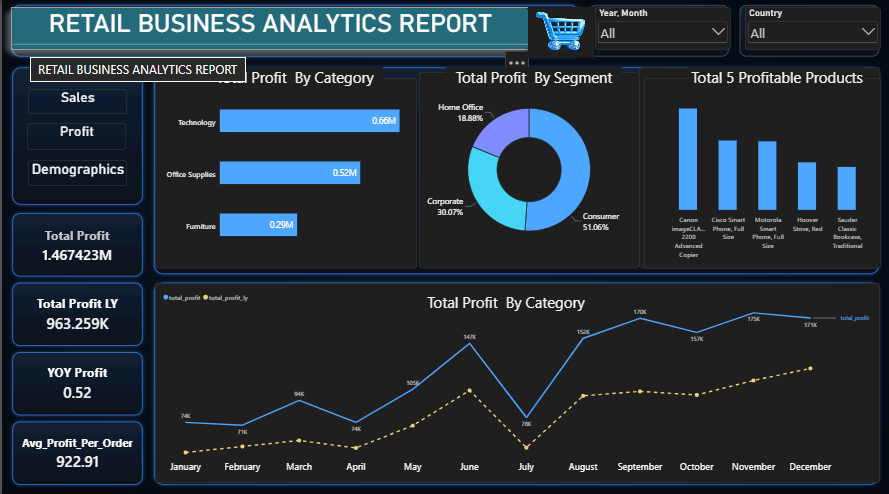 RETAIL BUSINESS ANALYTICS REPORT
Year, Month
All
Country
All
RETAIL BUSINESS ANALYTICS REPORT
Sales
Profit
Demographics
Total Profit
1.467423M
Total Profit LY
963.259K
YOY Profit
0.52
Avg_Profit_Per_Order
922.91
Total Profit By Category
Technology
0.66M
Office Supplies
0.52M
Furniture
0.29M
Total Profit By Segment
Home Office
18.88%
Corporate
30.07%
Consumer
51.06%
Total 5 Profitable Products
Canon
imageCLA...
2200
Advanced
Copier
Cisco Smart
Phone, Full
Size
Motorola
Smart
Phone, Full
Size
Hoover
Stove, Red
Sauder
Classic
Bookcase,
Traditional
Total Profit By Category
total_profit total_profit_ly
74K
71K
94K
74K
105K
147K
78K
152K
170K
157K
175K
171K
total_profit
January February March April May June July August September October November December